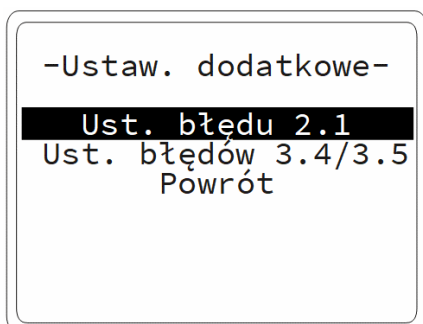 -Ustaw. dodatkowe-
Ust. błędu 2.1
Ust. błędów 3.4/3.5
Powrót